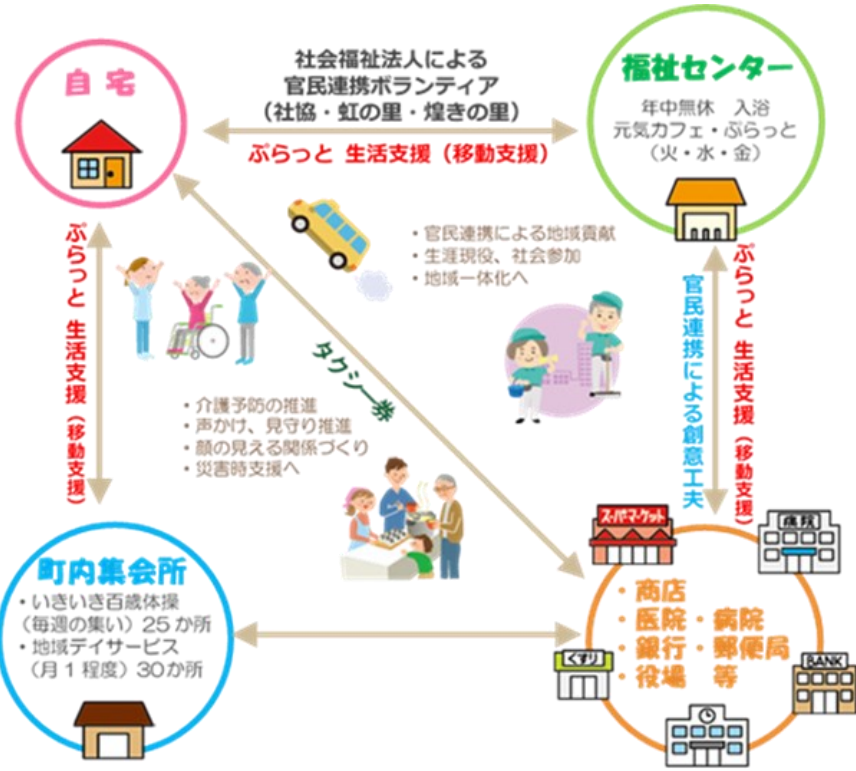 自宅
社会福祉法人による
官民連携ボランティア
（社協・虹の里・煌きの里）
ぷらっと 生活支援（移動支援）
福祉センター
年中無休　入浴
元気カフェ・ぷらっと
（火・水・金）
・官民連携による地域貢献
・生涯現役、社会参加
・地域一体化へ
ぷらっと 生活支援（移動支援）
タクシー券
官民連携による創意工夫
ぷらっと 生活支援（移動支援）
・介護予防の推進
・声かけ、見守り推進
・顔の見える関係づくり
・災害時支援へ
町内集会所
・いきいき百歳体操
（毎週の集い）25か所
・地域デイサービス
（月１程度）30か所
スーパーマーケット
病院
・商店
・医院・病院
・銀行・郵便局
・役場　等
くすり
BANK